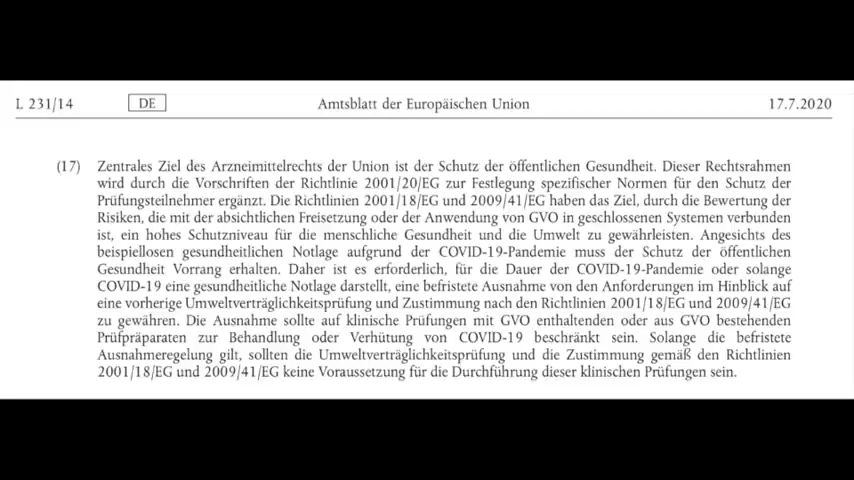 L 231/14 DE Amtsblatt der Europäischen Union 17.7.2020
(17) Zentrales Ziel des Arzneimittelrechts der Union ist der Schutz der öffentlichen Gesundheit. Dieser Rechtsrahmen
wird durch die Vorschriften der Richtlinie 2001/20/EG zur Festlegung spezifischer Normen für den Schutz der
Prüfungsteilnehmer ergänzt. Die Richtlinien 2001/18/EG und 2009/41/EG haben das Ziel, durch die Bewertung der
Risiken, die mit der absichtlichen Freisetzung oder der Anwendung von GVO in geschlossenen Systemen verbunden
ist, ein hohes Schutzniveau für die menschliche Gesundheit und die Umwelt zu gewährleisten. Angesichts des
beispiellosen gesundheitlichen Notlage aufgrund der COVID-19-Pandemie muss der Schutz der öffentlichen
Gesundheit Vorrang erhalten. Daher ist es erforderlich, für die Dauer der COVID-19-Pandemie oder solange
COVID-19 eine gesundheitliche Notlage darstellt, eine befristete Ausnahme von den Anforderungen im Hinblick auf
eine vorherige Umweltverträglichkeitsprüfung und Zustimmung nach den Richtlinien 2001/18/EG und 2009/41/EG
zu gewähren. Die Ausnahme sollte auf klinische Prüfungen mit GVO enthaltenden oder aus GVO bestehenden
Prüfpräparaten zur Behandlung oder Verhütung von COVID-19 beschränkt sein. Solange die befristete
Ausnahmeregelung gilt, sollten die Umweltverträglichkeitsprüfung und die Zustimmung gemäß den Richtlinien
2001/18/EG und 2009/41/EG keine Voraussetzung für die Durchführung dieser klinischen Prüfungen sein.